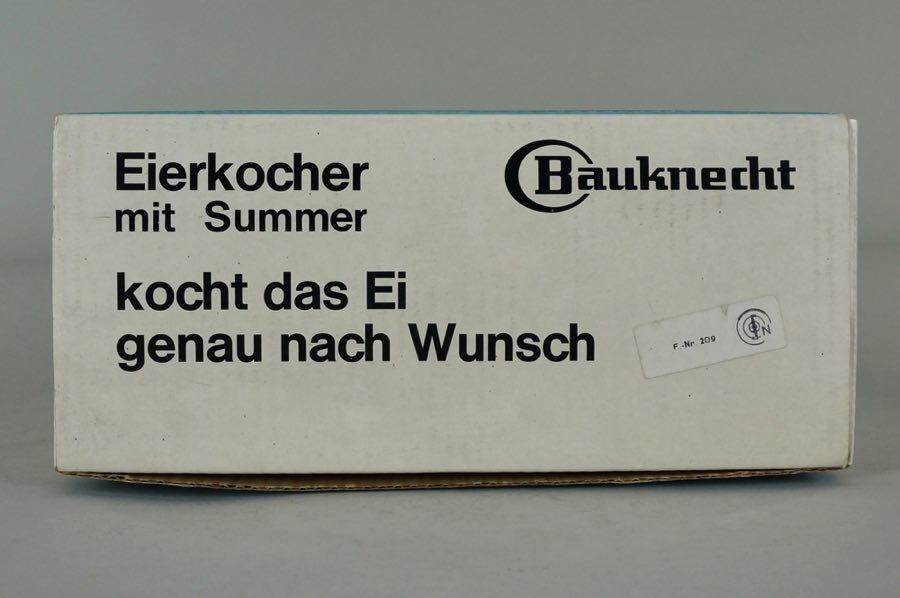 Eierkocher
mit Summer
Bauknecht
kocht das Ei
genau nach Wunsch
F.-Nr. 209